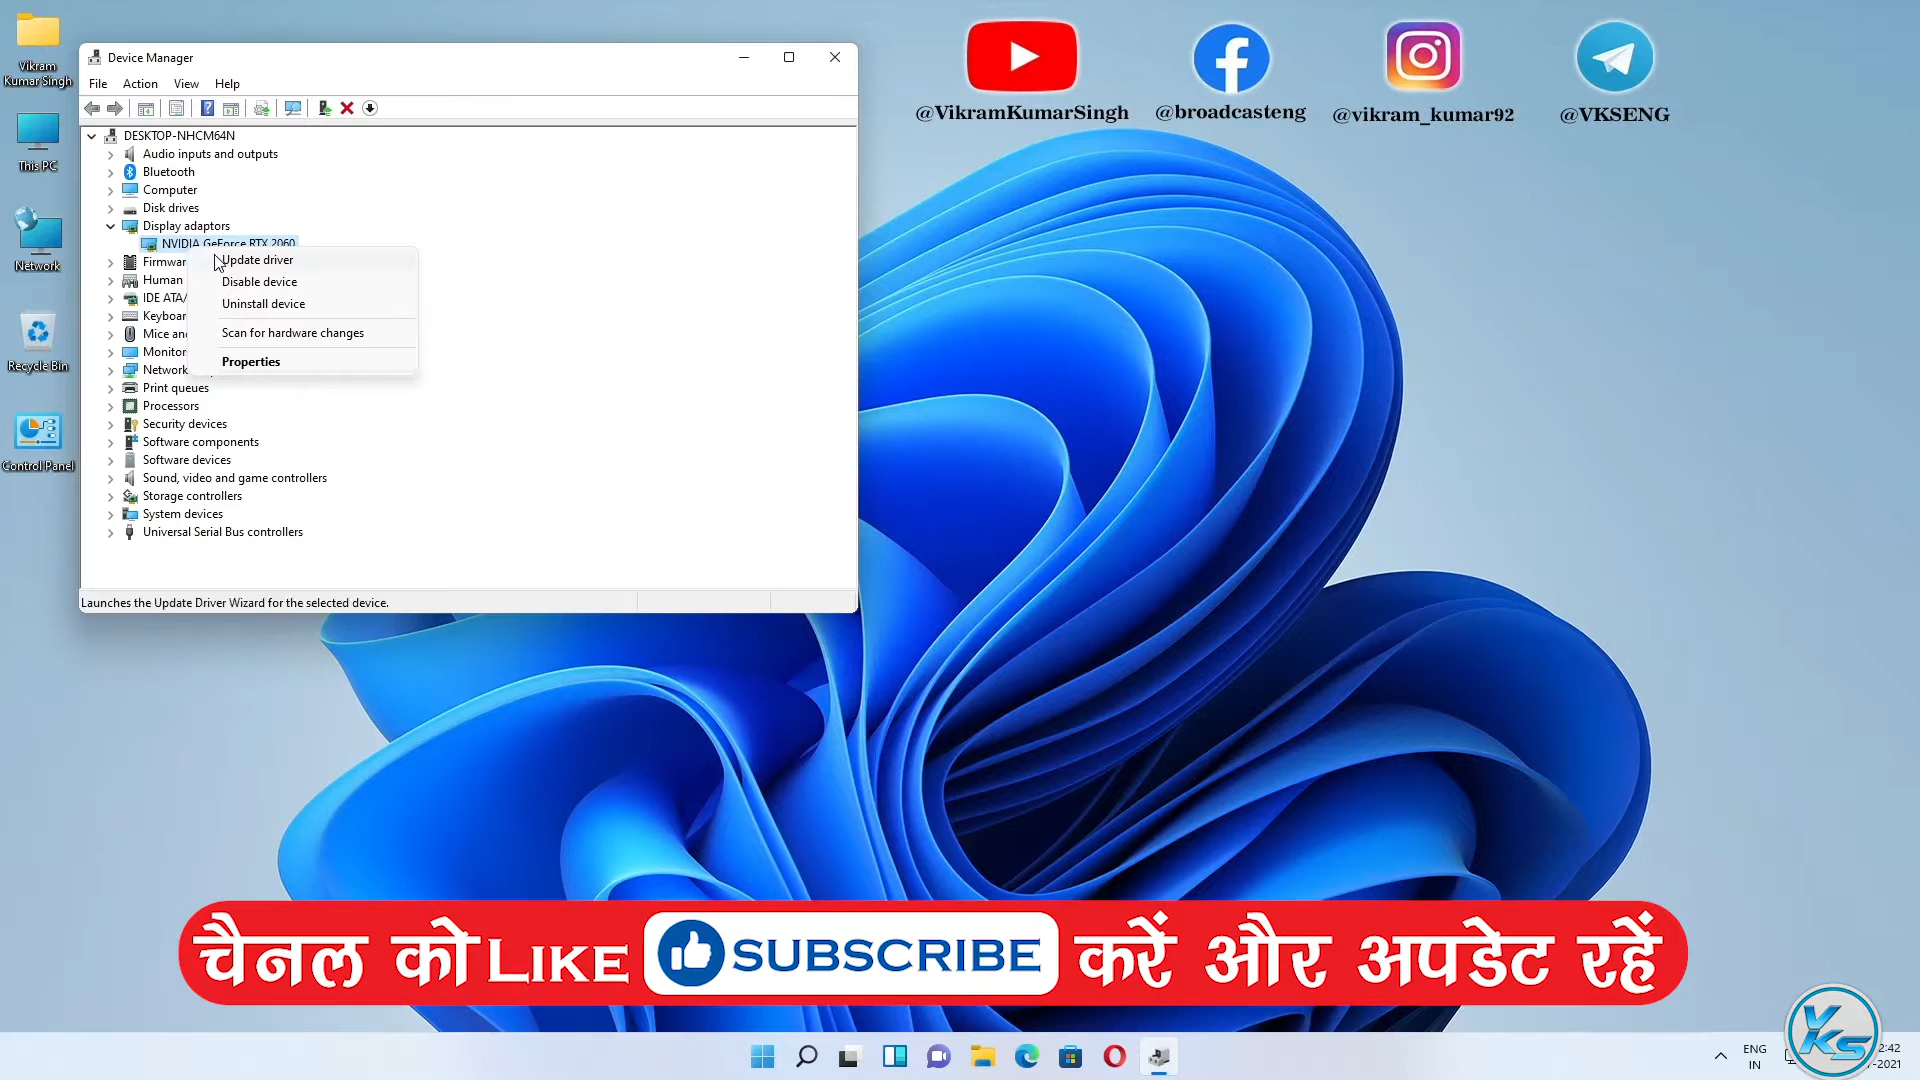 Vikram
Kumar Singh
This PC
Network
Recycle Bin
Control Panel
Device Manager
File Action View Help
DESKTOP-NHCM64N
Audio inputs and outputs
Bluetooth
Computer
Disk drives
Display adaptors
NVIDIA GeForce RTX 2060
Firmwar
Human
IDE ATA/
Keyboar
Mice and
Monitor
Network
Print queues
Processors
Security devices
Software components
Software devices
Sound, video and game controllers
Storage controllers
System devices
Universal Serial Bus controllers
Update driver
Disable device
Uninstall device
Scan for hardware changes
Properties
Launches the Update Driver Wizard for the selected device.
@VikramKumarSingh @broadcasteng @vikram_kumar92 @VKSENG
चैनल को LIKE SUBSCRIBE करें और अपडेट रहें
ENG
IN
VKS
2:42
-2021